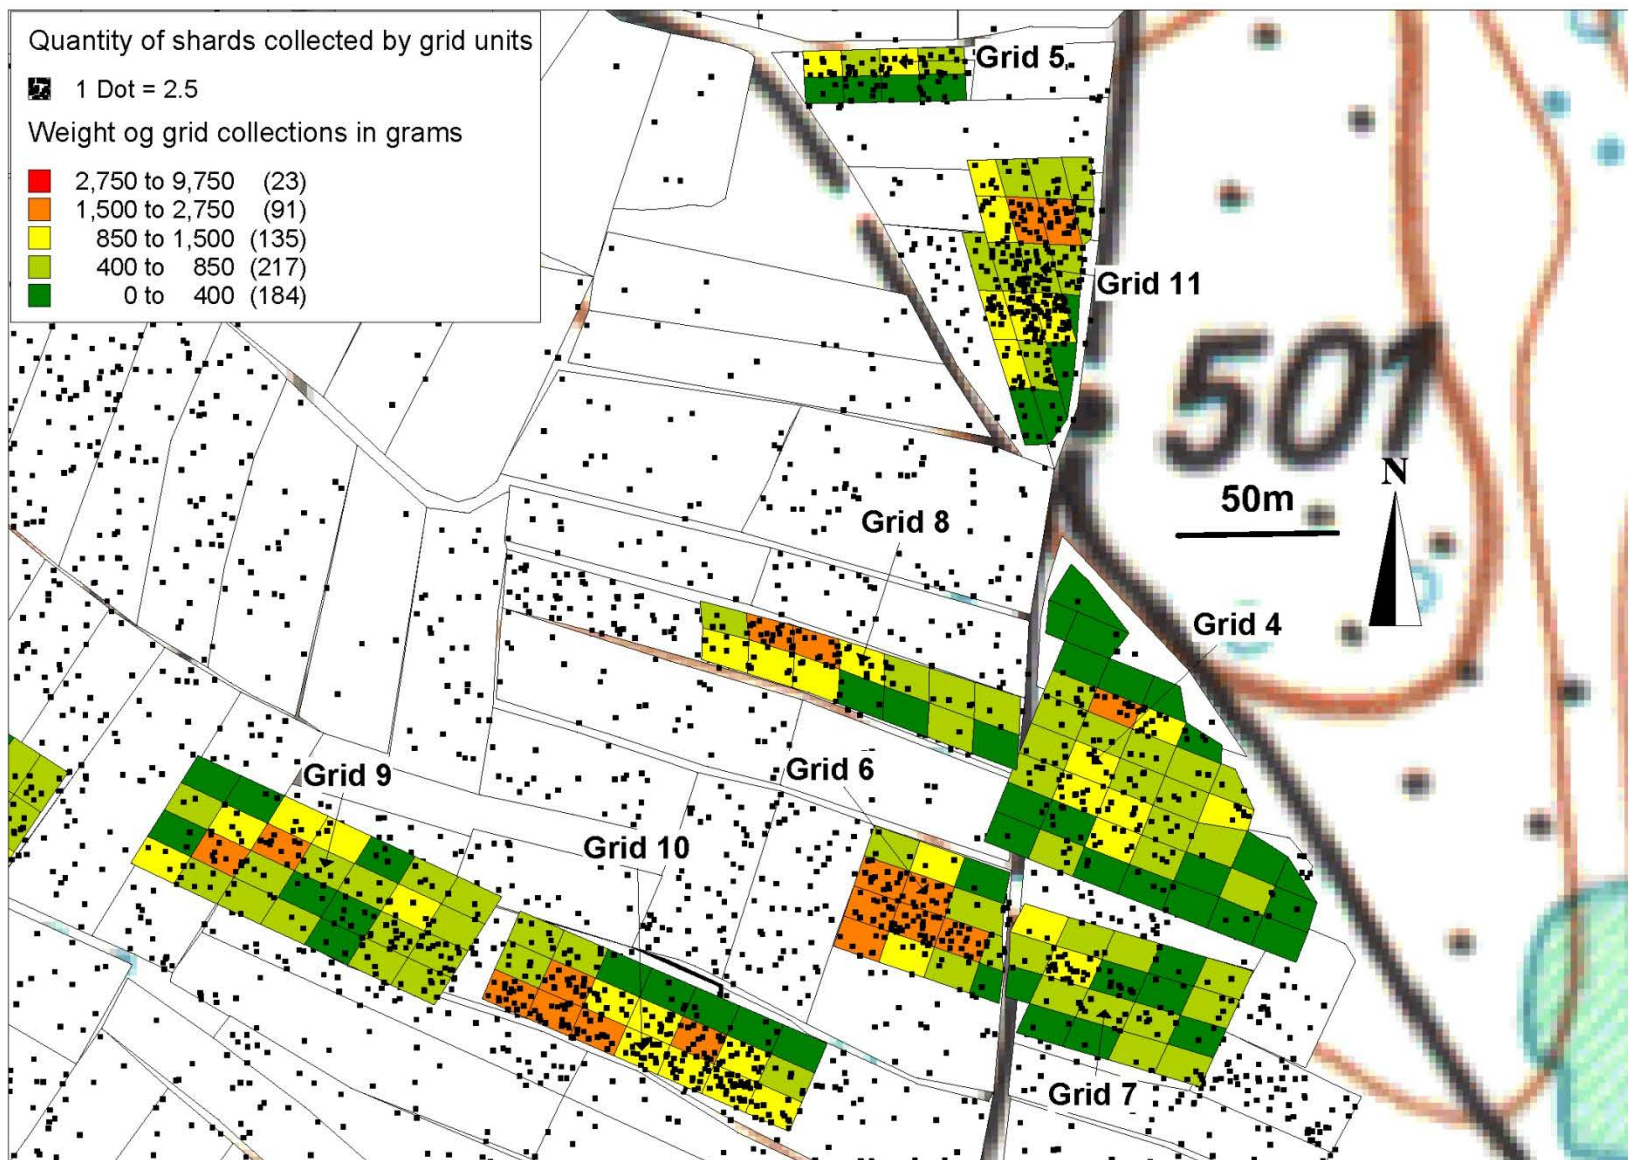 Quantity of shards collected by grid units
1 Dot = 2.5
Weight og grid collections in grams
2,750 to 9,750 (23)
1,500 to 2,750 (91)
850 to 1,500 (135)
400 to 850 (217)
0 to 400 (184)
Grid 5
Grid 11
501
N
50m
Grid 8
Grid 4
Grid 6
Grid 9
Grid 10
Grid 7